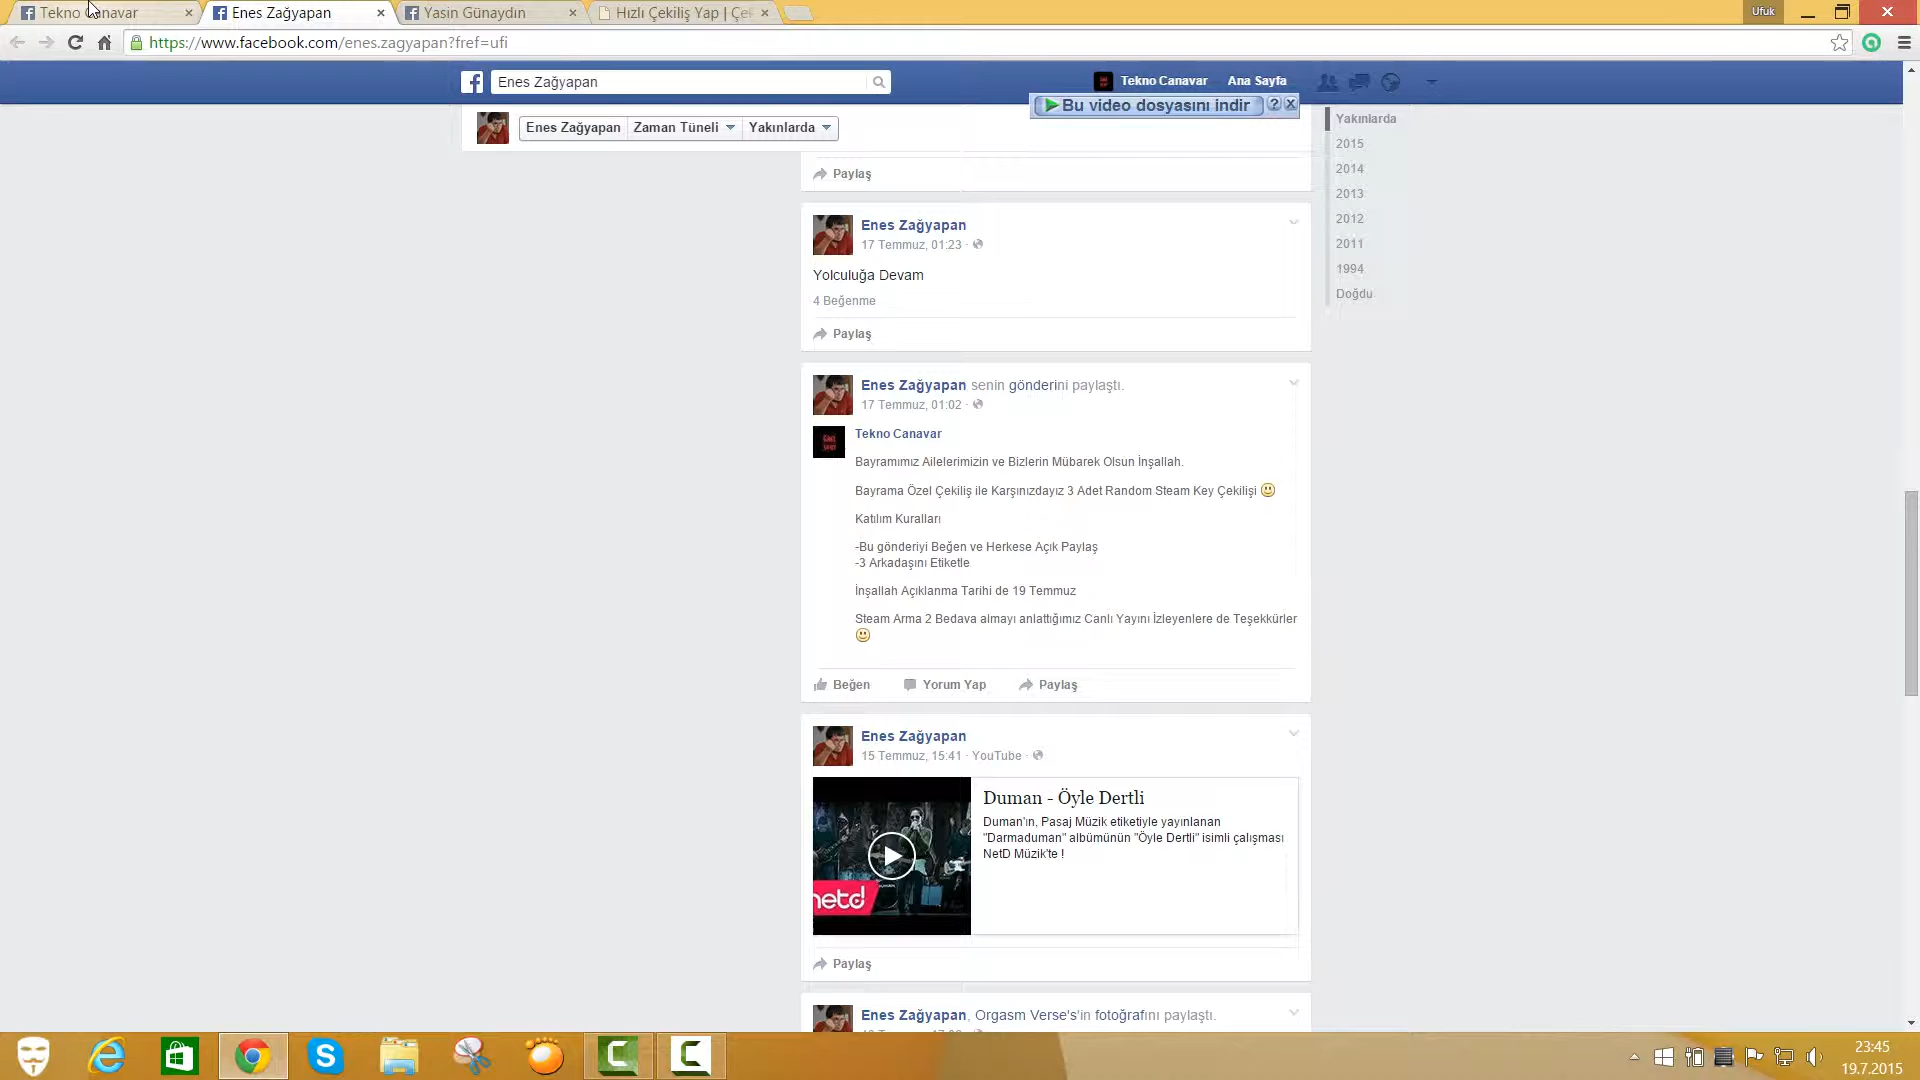 Tekno Canavar
Enes Zağyapan
Yasin Günaydın
Hızlı Çekiliş Yap | Çe
Ufuk
https://www.facebook.com/enes.zagyapan?fref=ufi
Enes Zağyapan
Tekno Canavar
Ana Sayfa
Bu video dosyasını indir
?
Enes Zağyapan
Zaman Tüneli
Yakınlarda
Yakınlarda
2015
2014
2013
2012
2011
1994
Doğdu
Paylaş
Enes Zağyapan
17 Temmuz, 01:23 ·
Yolculuğa Devam
4 Beğenme
Paylaş
Enes Zağyapan senin gönderini paylaştı.
17 Temmuz, 01:02 ·
Tekno Canavar
Bayramımız Ailelerimizin ve Bizlerin Mübarek Olsun İnşallah.
Bayrama Özel Çekiliş ile Karşınızdayız 3 Adet Random Steam Key Çekilişi
Katılım Kuralları
-Bu gönderiyi Beğen ve Herkese Açık Paylaş
-3 Arkadaşını Etiketle
İnşallah Açıklanma Tarihi de 19 Temmuz
Steam Arma 2 Bedava almayı anlattığımız Canlı Yayını İzleyenlere de Teşekkürler
Beğen
Yorum Yap
Paylaş
Enes Zağyapan
15 Temmuz, 15:41 · YouTube ·
netd
Duman - Öyle Dertli
Duman'ın, Pasaj Müzik etiketiyle yayınlanan
"Darmaduman" albümünün "Öyle Dertli" isimli çalışması
NetD Müzik'te !
Paylaş
Enes Zağyapan, Orgasm Verse's'in fotoğrafını paylaştı.
23:45
19.7.2015